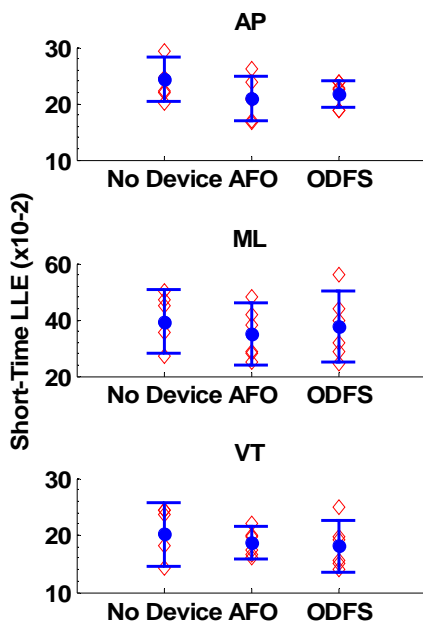 AP
30
20
10
No Device AFO ODFS
ML
60
40
20
No Device AFO ODFS
VT
30
20
10
No Device AFO ODFS
Short-Time LLE (x10-2)